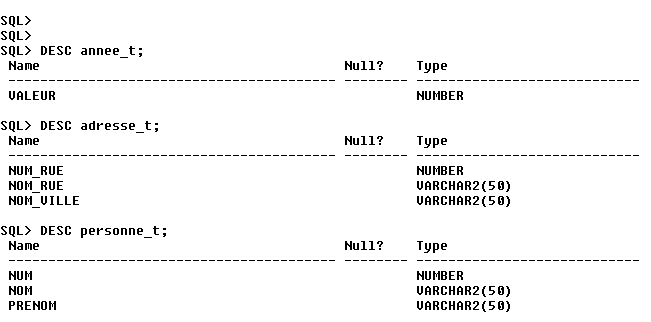 SQL>
SQL>
SQL> DESC annee_t;
 Name                                      Null?    Type
 ----------------------------------------- -------- ----------------------------
 VALEUR                                             NUMBER

SQL> DESC adresse_t;
 Name                                      Null?    Type
 ----------------------------------------- -------- ----------------------------
 NUM_RUE                                            NUMBER
 NOM_RUE                                            VARCHAR2(50)
 NOM_VILLE                                          VARCHAR2(50)

SQL> DESC personne_t;
 Name                                      Null?    Type
 ----------------------------------------- -------- ----------------------------
 NUM                                                NUMBER
 NOM                                                VARCHAR2(50)
 PRENOM                                             VARCHAR2(50)